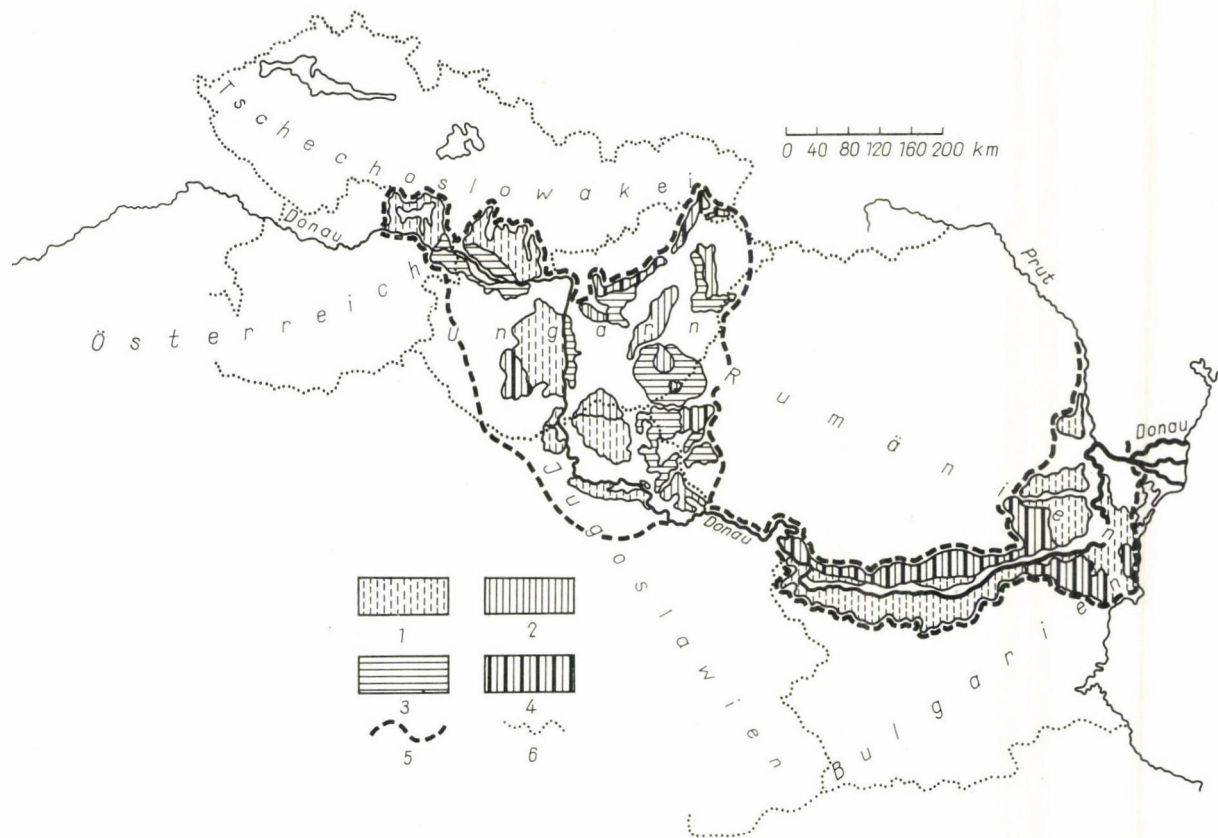 Tschechoslowakei
0 40 80 120 160 200 km
Donau
Prut
Österreich
Ungarn
Rumänien
Donau
Jugoslawien
Donau
Bulgarien
1 2
3 4
5 6